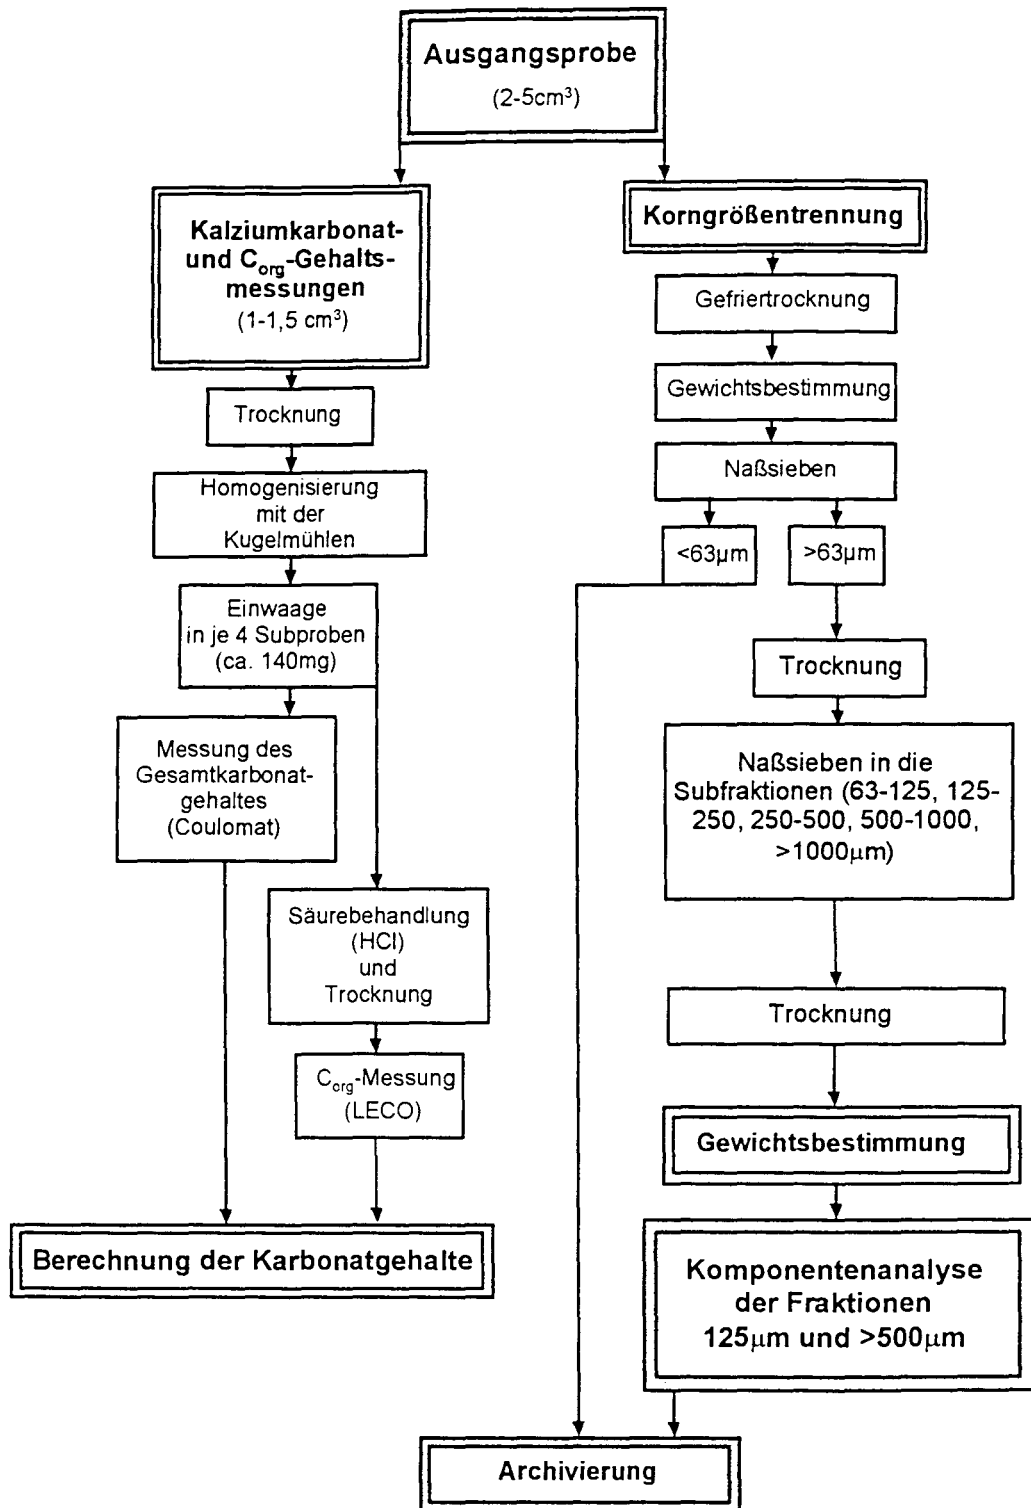 Ausgangsprobe
(2-5cm³)
Kalziumkarbonat-
und Corg-Gehalts-
messungen
(1-1,5 cm³)
Trocknung
Homogenisierung
mit der
Kugelmühlen
Einwaage
in je 4 Subproben
(ca. 140mg)
Messung des
Gesamtkarbonat-
gehaltes
(Coulomat)
Säurebehandlung
(HCl)
und
Trocknung
Corg-Messung
(LECO)
Berechnung der Karbonatgehalte
Korngrößentrennung
Gefriertrocknung
Gewichtsbestimmung
Naßsieben
<63µm
>63µm
Trocknung
Naßsieben in die
Subfraktionen (63-125, 125-
250, 250-500, 500-1000,
>1000µm)
Trocknung
Gewichtsbestimmung
Komponentenanalyse
der Fraktionen
125µm und >500µm
Archivierung